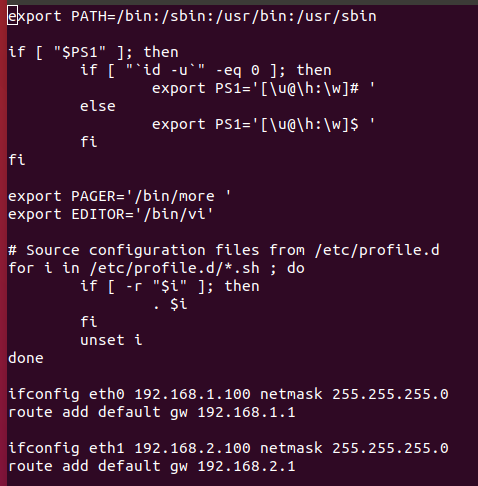 export PATH=/bin:/sbin:/usr/bin:/usr/sbin
if [ "$PS1" ]; then
if [ "`id -u`" -eq 0 ]; then
export PS1='[\u@\h:\w]# '
else
export PS1='[\u@\h:\w]$ '
fi
fi
export PAGER='/bin/more '
export EDITOR='/bin/vi'
# Source configuration files from /etc/profile.d
for i in /etc/profile.d/*.sh ; do
if [ -r "$i" ]; then
. $i
fi
unset i
done
ifconfig eth0 192.168.1.100 netmask 255.255.255.0
route add default gw 192.168.1.1
ifconfig eth1 192.168.2.100 netmask 255.255.255.0
route add default gw 192.168.2.1